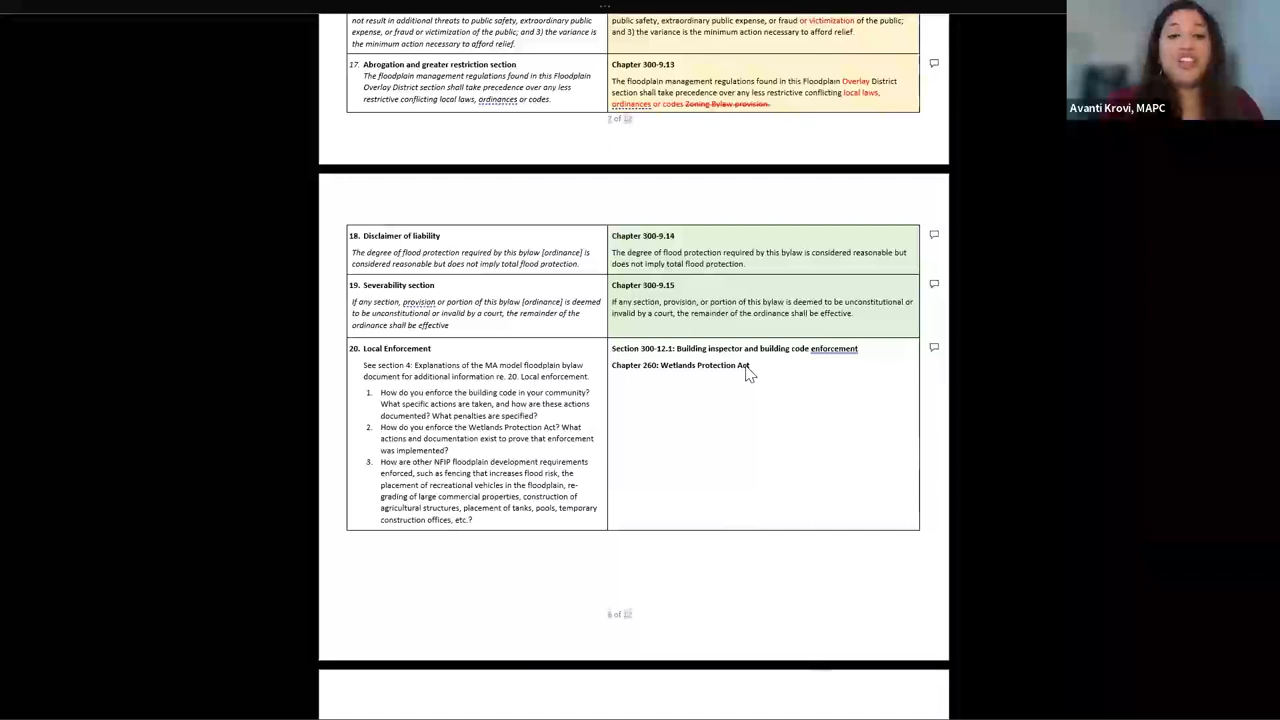 not result in additional threats to public safety, extraordinary public
expense, or fraud or victimization of the public; and 3) the variance is
the minimum action necessary to afford relief.
public safety, extraordinary public expense, or fraud or victimization of the public;
and 3) the variance is the minimum action necessary to afford relief.
17. Abrogation and greater restriction section
The floodplain management regulations found in this Floodplain
Overlay District section shall take precedence over any less
restrictive conflicting local laws, ordinances or codes.
Chapter 300-9.13
The floodplain management regulations found in this Floodplain Overlay District
section shall take precedence over any less restrictive conflicting local laws,
ordinances or codes Zoning Bylaw provision.
7 of 12
Avanti Krovi, MAPC
18. Disclaimer of liability
The degree of flood protection required by this bylaw [ordinance] is
considered reasonable but does not imply total flood protection.
Chapter 300-9.14
The degree of flood protection required by this bylaw is considered reasonable but
does not imply total flood protection.
19. Severability section
If any section, provision or portion of this bylaw [ordinance] is deemed
to be unconstitutional or invalid by a court, the remainder of the
ordinance shall be effective
Chapter 300-9.15
If any section, provision, or portion of this bylaw is deemed to be unconstitutional or
invalid by a court, the remainder of the ordinance shall be effective.
20. Local Enforcement
See section 4: Explanations of the MA model floodplain bylaw
document for additional information re. 20. Local enforcement.
1. How do you enforce the building code in your community?
What specific actions are taken, and how are these actions
documented? What penalties are specified?
2. How do you enforce the Wetlands Protection Act? What
actions and documentation exist to prove that enforcement
was implemented?
3. How are other NFIP floodplain development requirements
enforced, such as fencing that increases flood risk, the
placement of recreational vehicles in the floodplain, re-
grading of large commercial properties, construction of
agricultural structures, placement of tanks, pools, temporary
construction offices, etc.?
Section 300-12.1: Building inspector and building code enforcement
Chapter 260: Wetlands Protection Act
of